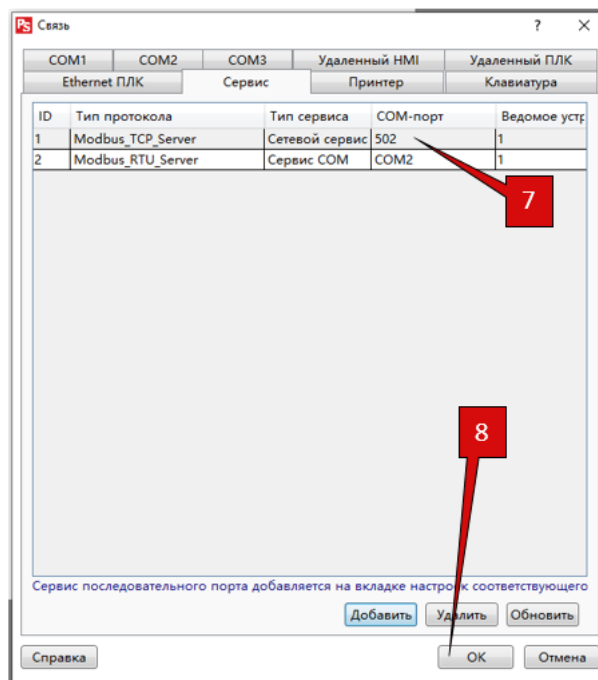 PS Связь ? ×
COM1 COM2 COM3 Удаленный HMI Удаленный ПЛК
Ethernet ПЛК Сервис Принтер Клавиатура
ID Тип протокола Тип сервиса COM-порт Ведомое устр
1 Modbus_TCP_Server Сетевой сервис 502 1
2 Modbus_RTU_Server Сервис COM COM2 1
7
8
Сервис последовательного порта добавляется на вкладке настроек соответствующего
Добавить Удалить Обновить
Справка OK Отмена